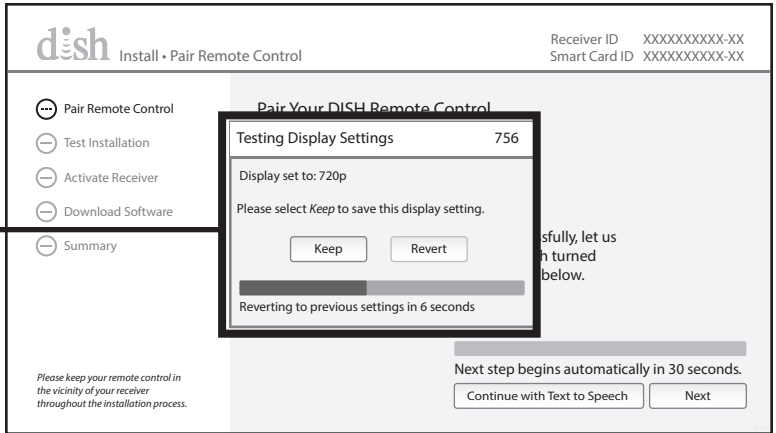 dish Install • Pair Remote Control
Receiver ID XXXXXXXXXX-XX
Smart Card ID XXXXXXXXXX-XX
Pair Remote Control
Test Installation
Activate Receiver
Download Software
Summary
Please keep your remote control in
the vicinity of your receiver
throughout the installation process.
Pair Your DISH Remote Control
Testing Display Settings 756
Display set to: 720p
Please select Keep to save this display setting.
Keep Revert
Reverting to previous settings in 6 seconds
sfully, let us
h turned
below.
Next step begins automatically in 30 seconds.
Continue with Text to Speech Next